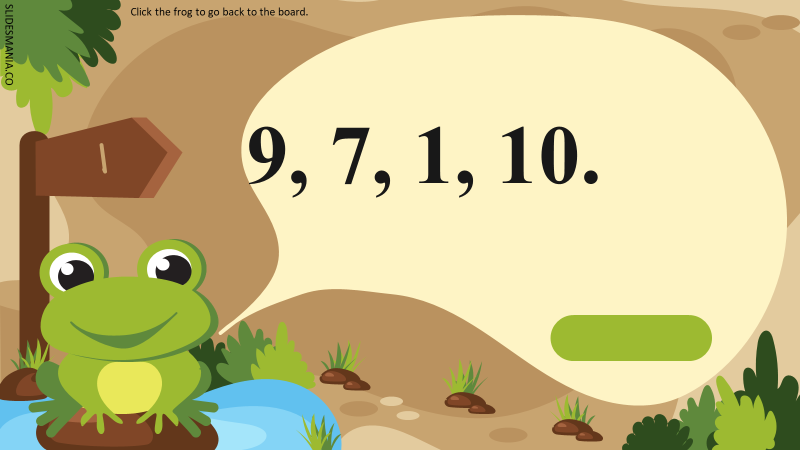 Click the frog to go back to the board.
SLIDESMANIA.CO
9, 7, 1, 10.